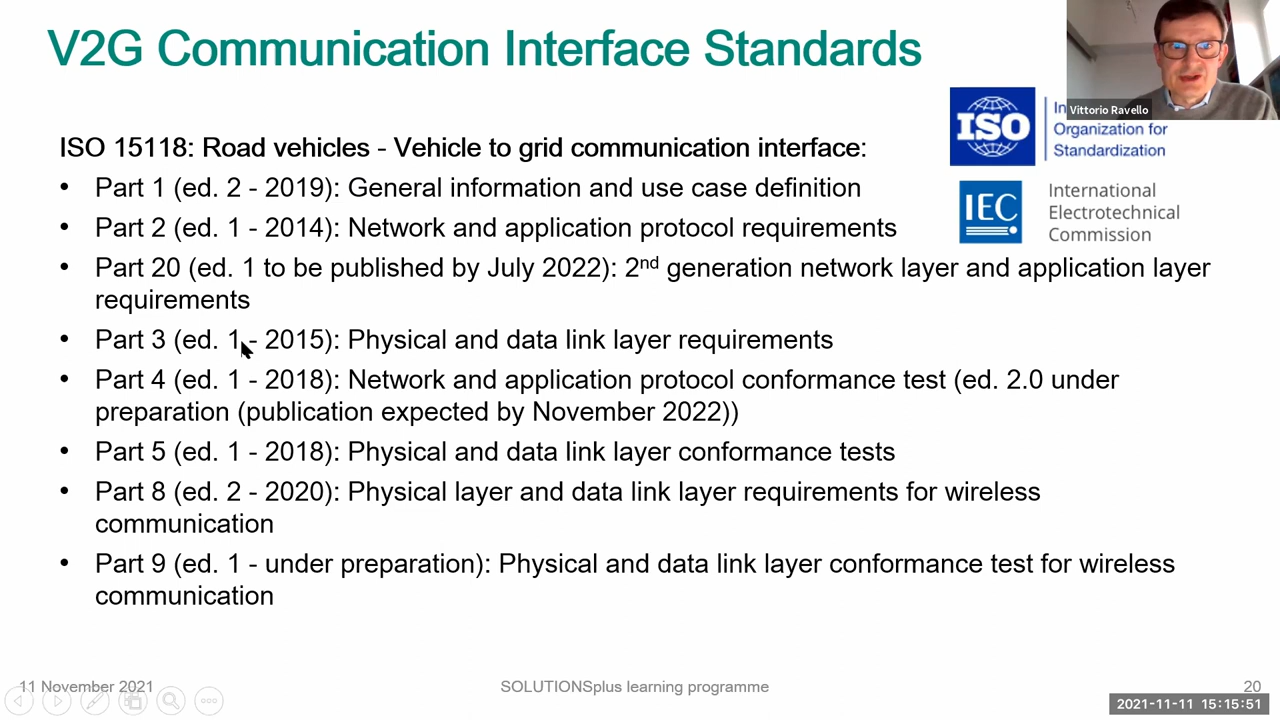 V2G Communication Interface Standards
Vittorio Ravello
ISO
In
Organization for
Standardization
IEC
International
Electrotechnical
Commission
ISO 15118: Road vehicles - Vehicle to grid communication interface:
• Part 1 (ed. 2 - 2019): General information and use case definition
• Part 2 (ed. 1 - 2014): Network and application protocol requirements
• Part 20 (ed. 1 to be published by July 2022): 2nd generation network layer and application layer
requirements
• Part 3 (ed. 1 - 2015): Physical and data link layer requirements
• Part 4 (ed. 1 - 2018): Network and application protocol conformance test (ed. 2.0 under
preparation (publication expected by November 2022))
• Part 5 (ed. 1 - 2018): Physical and data link layer conformance tests
• Part 8 (ed. 2 - 2020): Physical layer and data link layer requirements for wireless
communication
• Part 9 (ed. 1 - under preparation): Physical and data link layer conformance test for wireless
communication
11 November 2021
SOLUTIONSplus learning programme
20
2021-11-11 15:15:51